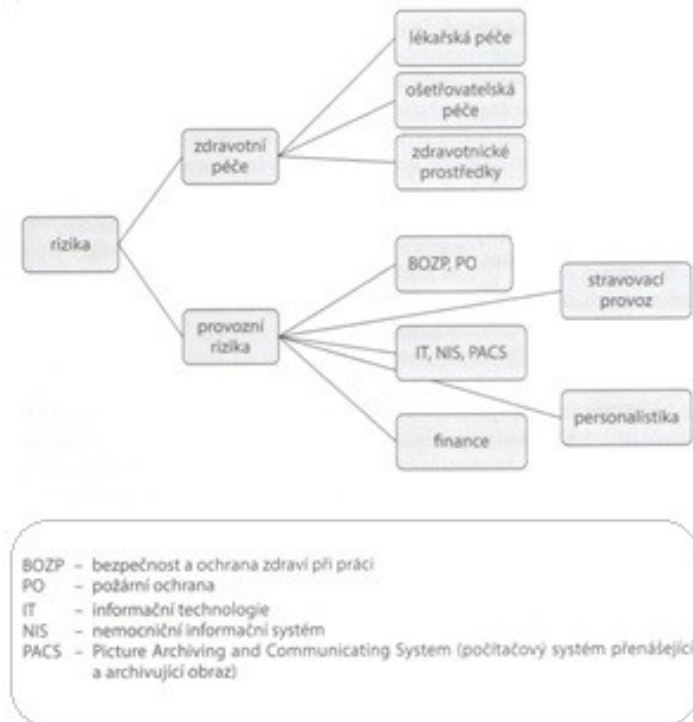 lékařská péče
ošetřovatelská
péče
zdravotnické
prostředky
zdravotní
péče
rizika
BOZP, PO
stravovací
provoz
provozní
rizika
IT, NIS, PACS
personalistika
finance
BOZP – bezpečnost a ochrana zdraví při práci
PO – požární ochrana
IT – informační technologie
NIS – nemocniční informační systém
PACS – Picture Archiving and Communicating System (počítačový systém přenášející
a archivující obraz)